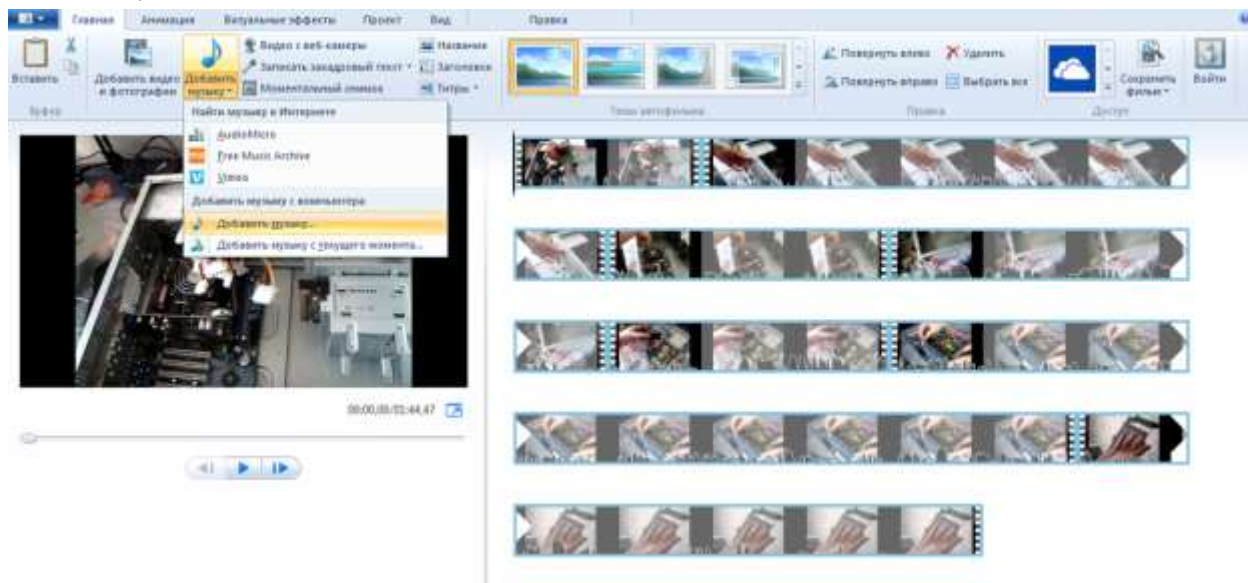 Главная Анимация Визуальные эффекты Проект Вид Правка
Вставить
Добавить видео и фотографии
Добавить музыку
Видео с веб-камеры
Записать закадровый текст
Моментальный снимок
Название
Заголовок
Титры
Повернуть влево
Повернуть вправо
Удалить
Выбрать все
Сохранить фильм
Войти
Буфер
Темы автофильма
Правка
Доступ
Найти музыку в Интернете
AudioMicro
Free Music Archive
Vimeo
Добавить музыку с компьютера
Добавить музыку...
Добавить музыку с текущего момента...
00:00,00/01:44,47